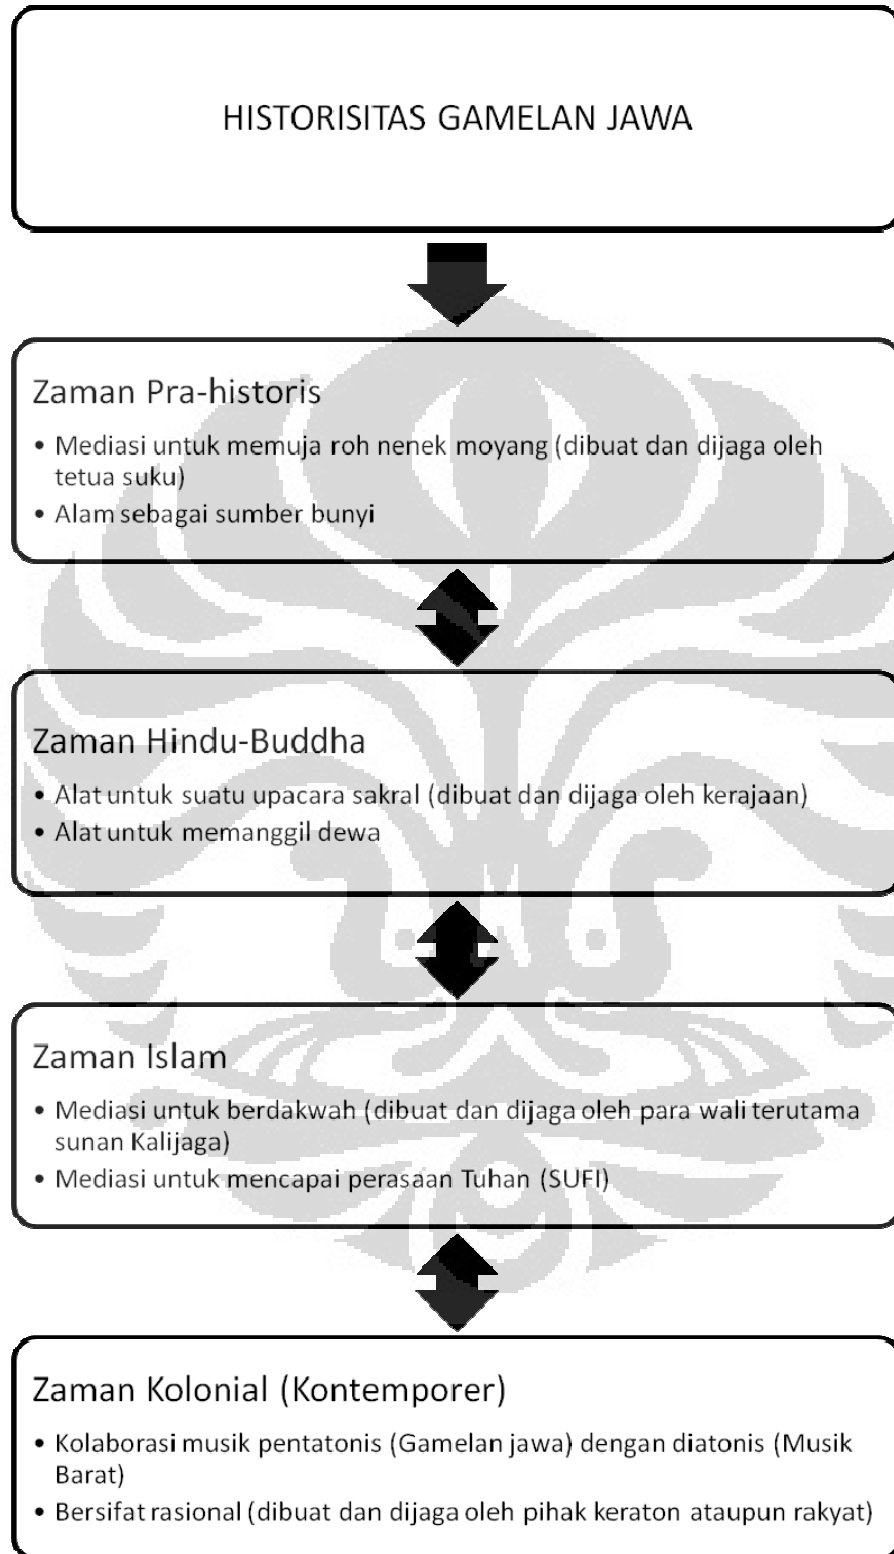 HISTORISITAS GAMELAN JAWA
Zaman Pra-historis
• Mediasi untuk memuja roh nenek moyang (dibuat dan dijaga oleh
tetua suku)
• Alam sebagai sumber bunyi
Zaman Hindu-Buddha
• Alat untuk suatu upacara sakral (dibuat dan dijaga oleh kerajaan)
• Alat untuk memanggil dewa
Zaman Islam
• Mediasi untuk berdakwah (dibuat dan dijaga oleh para wali terutama
sunan Kalijaga)
• Mediasi untuk mencapai perasaan Tuhan (SUFI)
Zaman Kolonial (Kontemporer)
• Kolaborasi musik pentatonis (Gamelan jawa) dengan diatonis (Musik
Barat)
• Bersifat rasional (dibuat dan dijaga oleh pihak keraton ataupun rakyat)